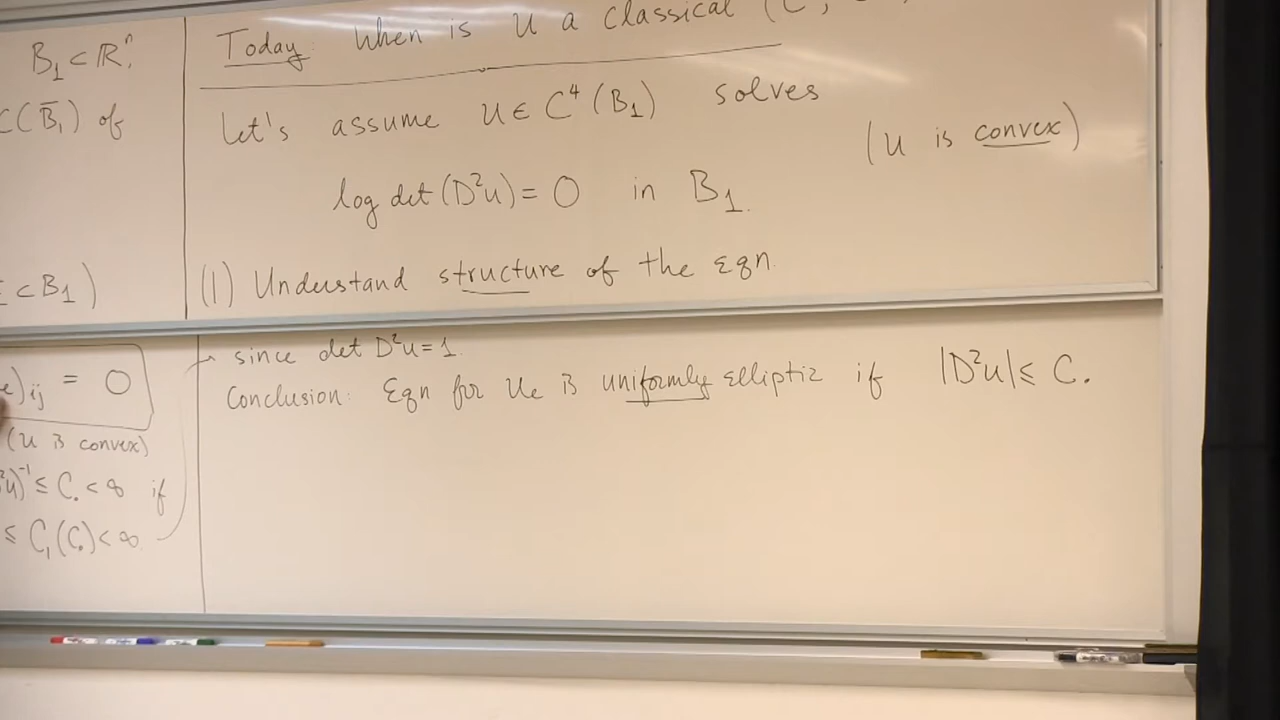 B₁ ⊂ ℝⁿ.
C(B̄₁) of
⊂ B₁)
Today: When is u a classical (C
Let's assume u ∈ C⁴(B₁) solves
(u is convex)
log det (D²u) = 0 in B₁.
(1) Understand structure of the Eqn
)ᵢⱼ = 0
(u is convex)
u)⁻¹ ≤ C₀ < ∞ if
≤ C₁(C₀) < ∞
since det D²u = 1.
Conclusion: Eqn for uₑ is uniformly elliptic if |D²u| ≤ C.